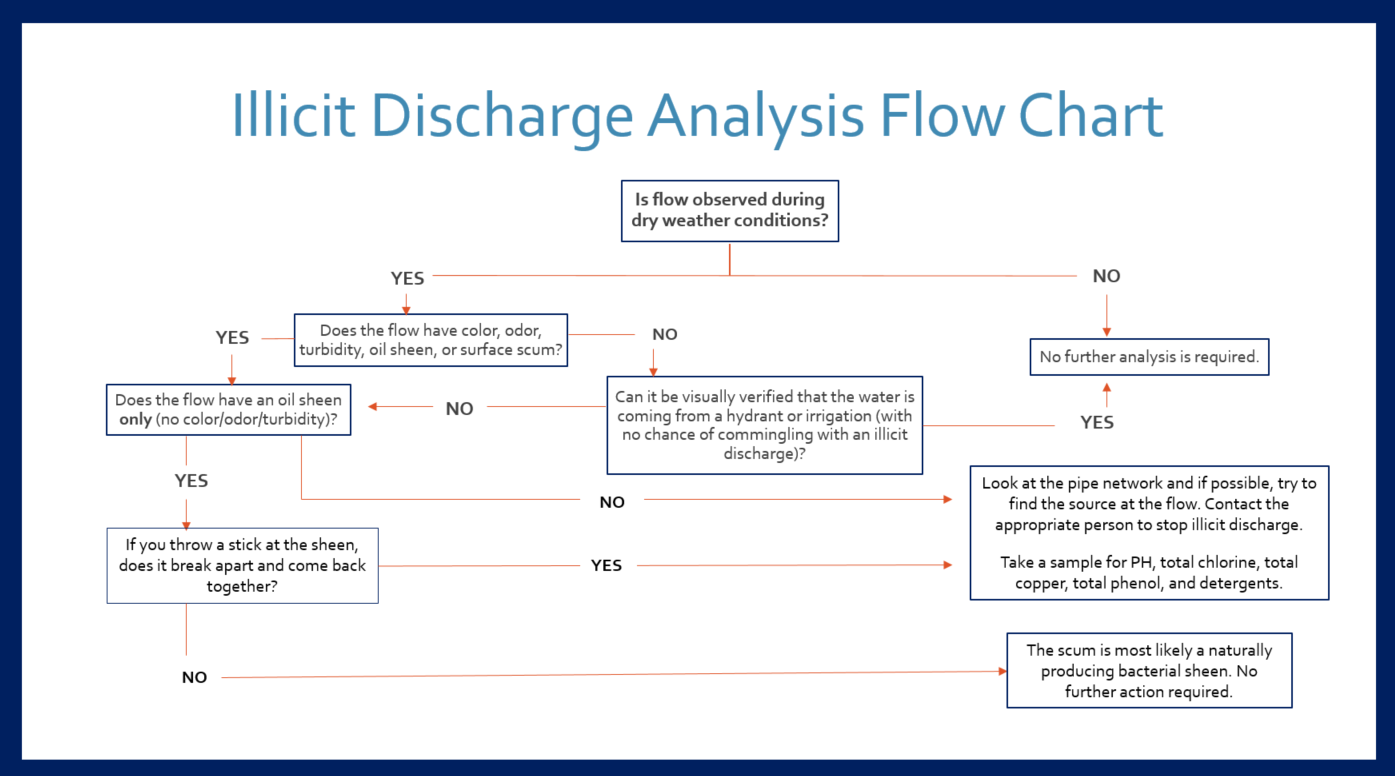 Illicit Discharge Analysis Flow Chart
Is flow observed during
dry weather conditions?
YES
NO
Does the flow have color, odor,
turbidity, oil sheen, or surface scum?
YES
NO
No further analysis is required.
Does the flow have an oil sheen
only (no color/odor/turbidity)?
NO
Can it be visually verified that the water is
coming from a hydrant or irrigation (with
no chance of commingling with an illicit
discharge)?
YES
YES
NO
Look at the pipe network and if possible, try to
find the source at the flow. Contact the
appropriate person to stop illicit discharge.
Take a sample for PH, total chlorine, total
copper, total phenol, and detergents.
If you throw a stick at the sheen,
does it break apart and come back
together?
YES
NO
The scum is most likely a naturally
producing bacterial sheen. No
further action required.